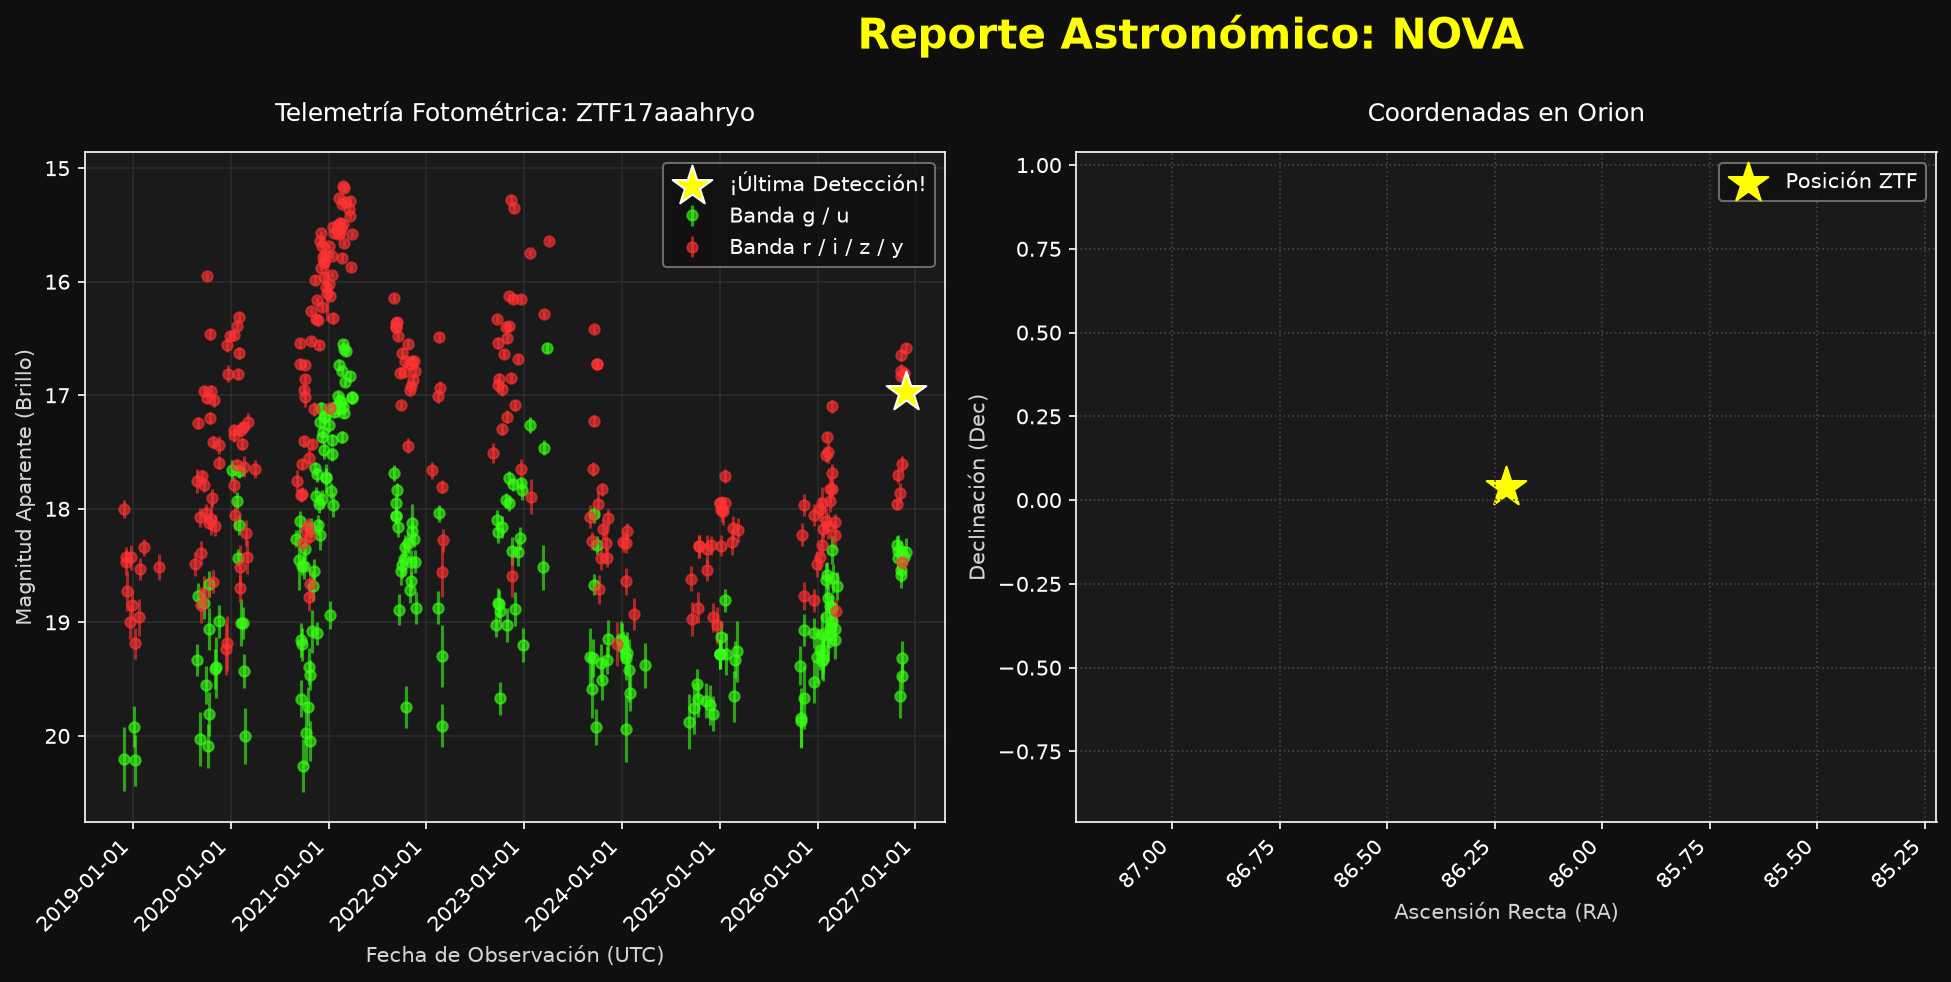 Reporte Astronómico: NOVA
Telemetría Fotométrica: ZTF17aaahryo
¡Última Detección!
Banda g / u
Banda r / i / z / y
Magnitud Aparente (Brillo)
15
16
17
18
19
20
2019-01-01
2020-01-01
2021-01-01
2022-01-01
2023-01-01
2024-01-01
2025-01-01
2026-01-01
2027-01-01
Fecha de Observación (UTC)
Coordenadas en Orion
Posición ZTF
Declinación (Dec)
1.00
0.75
0.50
0.25
0.00
−0.25
−0.50
−0.75
87.00
86.75
86.50
86.25
86.00
85.75
85.50
85.25
Ascensión Recta (RA)